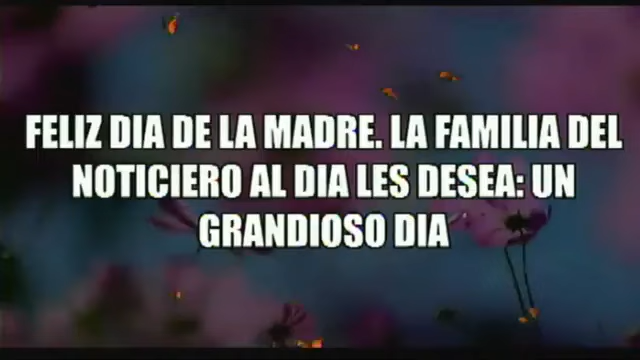 FELIZ DIA DE LA MADRE. LA FAMILIA DEL
NOTICIERO AL DIA LES DESEA: UN
GRANDIOSO DIA